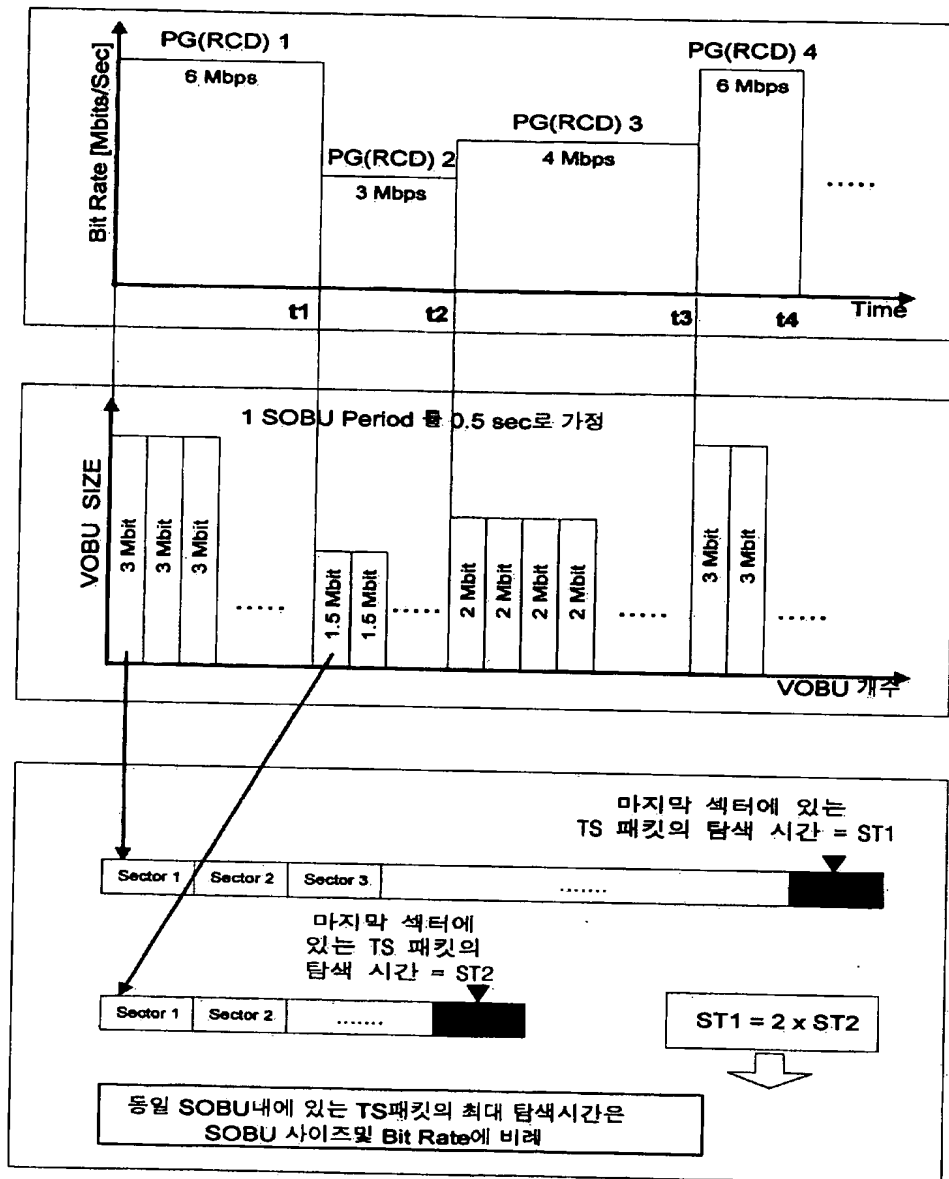 PG(RCD) 1
6 Mbps
PG(RCD) 2
3 Mbps
PG(RCD) 3
4 Mbps
PG(RCD) 4
6 Mbps
.....
Bit Rate [Mbits/Sec]
t1
t2
t3
t4
Time
1 SOBU Period 를 0.5 sec로 가정
VOBU SIZE
3 Mbit
3 Mbit
3 Mbit
.....
1.5 Mbit
1.5 Mbit
.....
2 Mbit
2 Mbit
2 Mbit
2 Mbit
.....
3 Mbit
3 Mbit
.....
VOBU 개수
마지막 섹터에 있는
TS 패킷의 탐색 시간 = ST1
Sector 1
Sector 2
Sector 3
.......
마지막 섹터에
있는 TS 패킷의
탐색 시간 = ST2
Sector 1
Sector 2
.......
ST1 = 2 x ST2
동일 SOBU내에 있는 TS패킷의 최대 탐색시간은
SOBU 사이즈및 Bit Rate에 비례